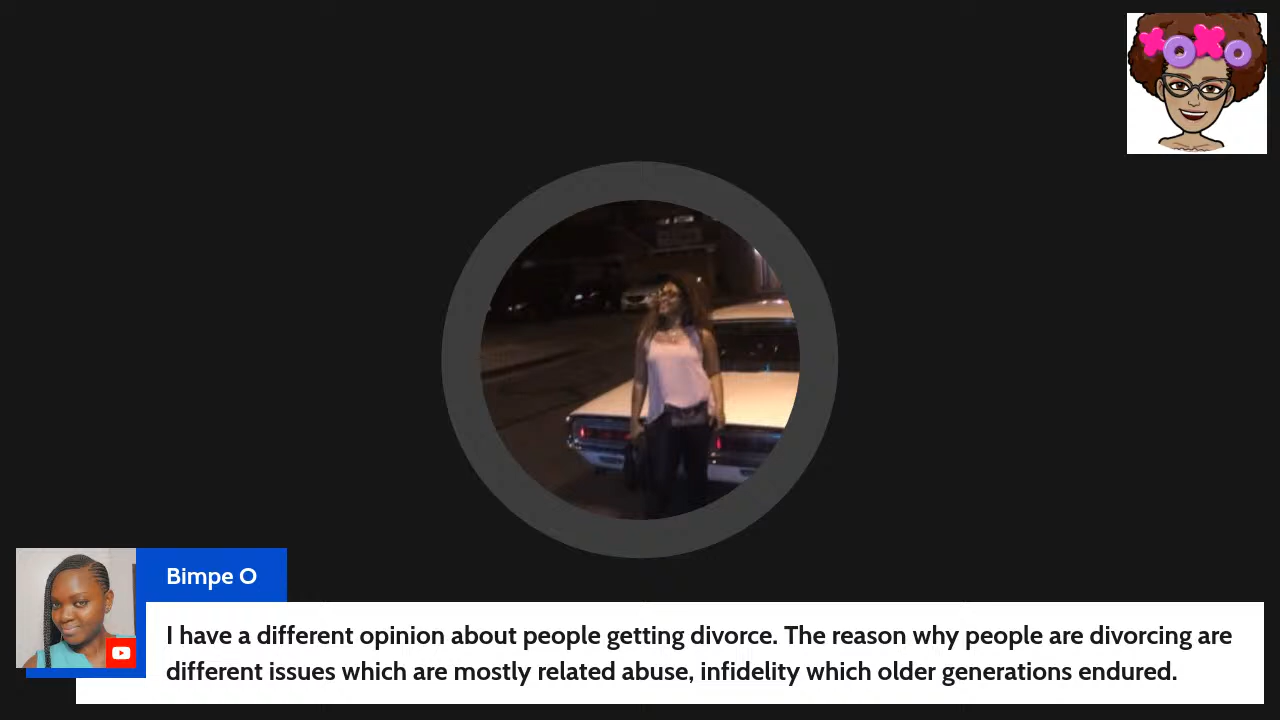 XOXO
Bimpe O
I have a different opinion about people getting divorce. The reason why people are divorcing are
different issues which are mostly related abuse, infidelity which older generations endured.